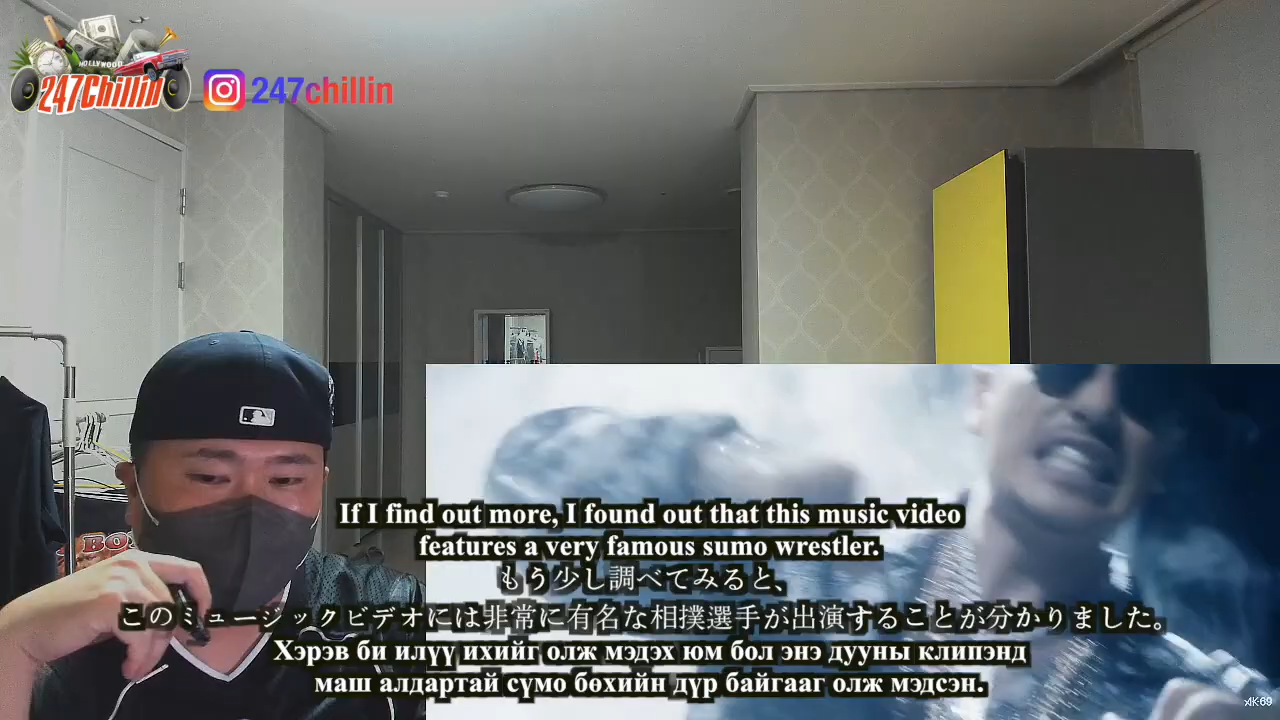 HOLLYWOOD
247Chillin
247chillin
If I find out more, I found out that this music video
features a very famous sumo wrestler.
もう少し調べてみると、
このミュージックビデオには非常に有名な相撲選手が出演することが分かりました。
Хэрэв би илүү ихийг олж мэдэх юм бол энэ дууны клипэнд
маш алдартай сүмо бөхийн дүр байгааг олж мэдсэн.
AK-69